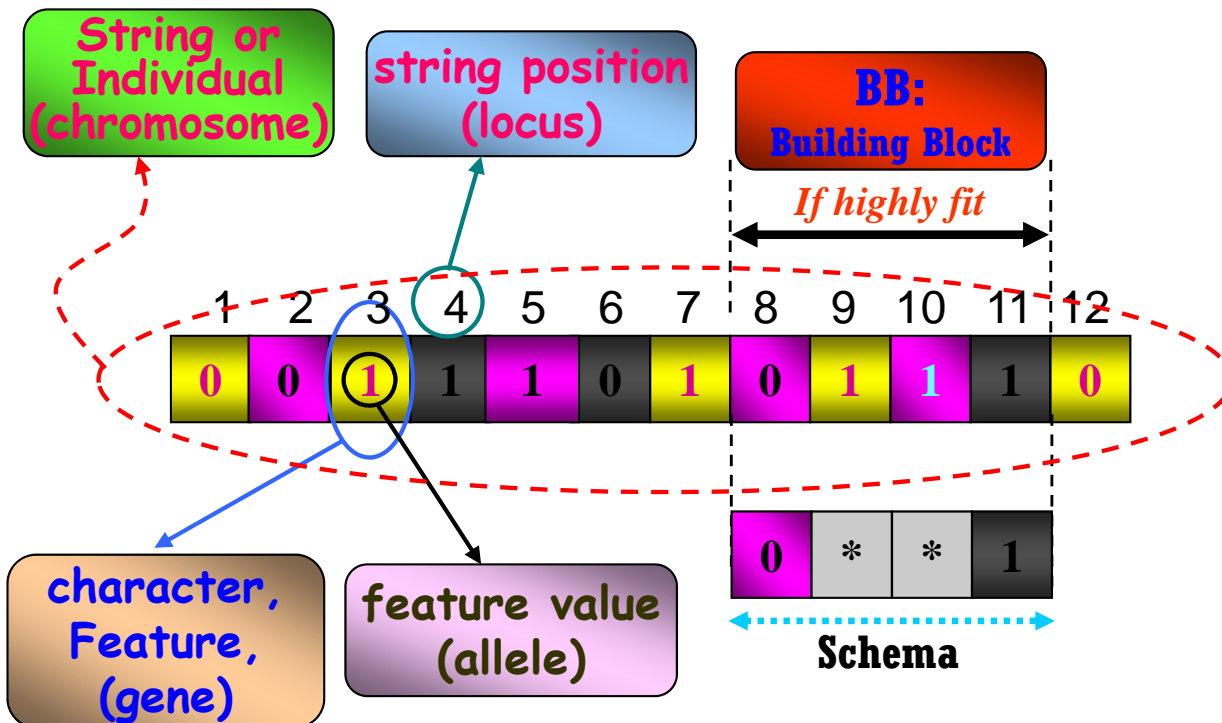 String or
Individual
(chromosome)
string position
(locus)
BB:
Building Block
If highly fit
1 2 3 4 5 6 7 8 9 10 11 12
0 0 1 1 1 0 1 0 1 1 1 0
0 * * 1
Schema
character,
Feature,
(gene)
feature value
(allele)